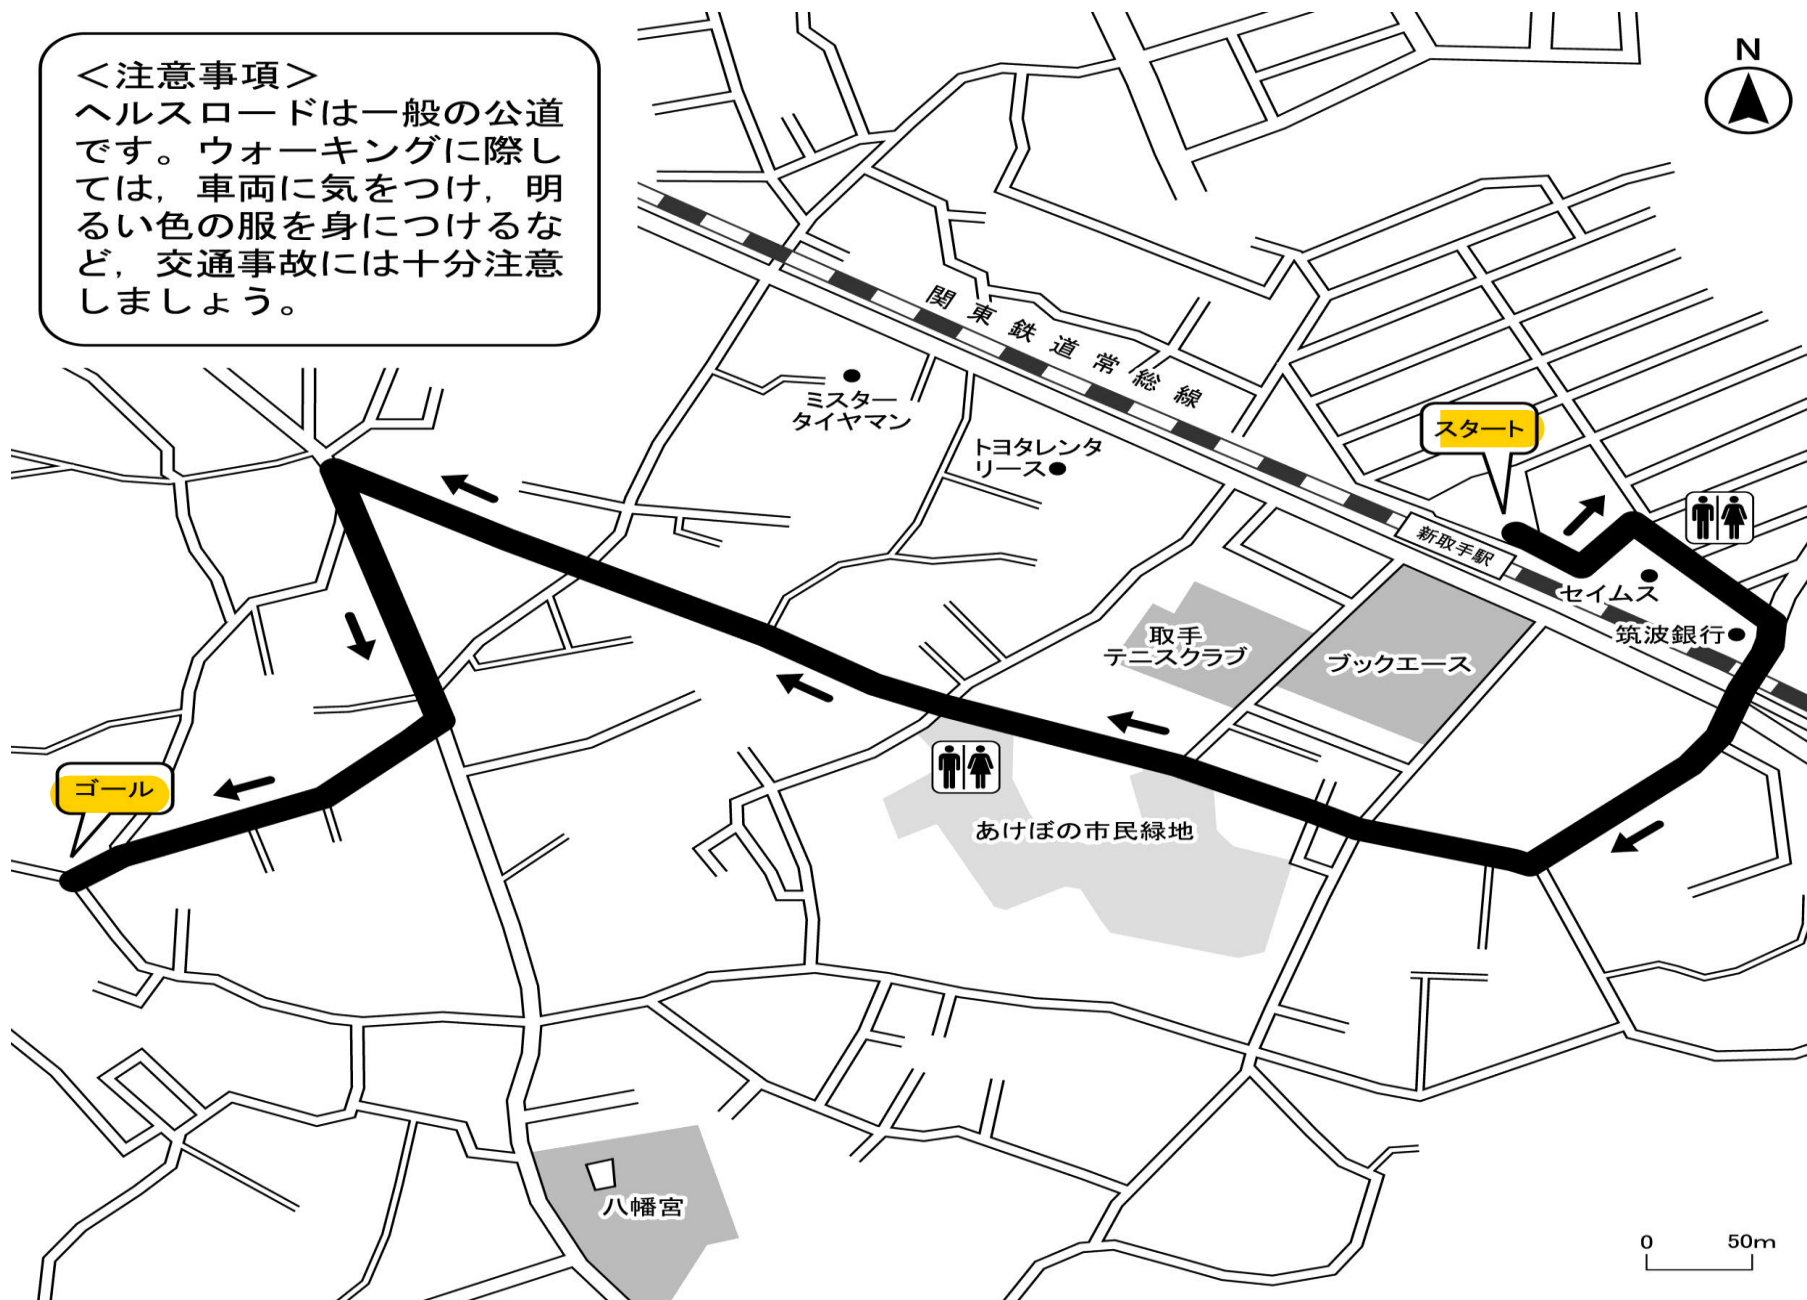 ＜注意事項＞
ヘルスロードは一般の公道
です。ウォーキングに際し
ては，車両に気をつけ，明
るい色の服を身につけるな
ど，交通事故には十分注意
しましょう。
N
関東鉄道常総線
ミスター
タイヤマン
トヨタレンタ
リース
スタート
新取手駅
セイムス
筑波銀行
取手
テニスクラブ
ブックエース
ゴール
あけぼの市民緑地
八幡宮
0 50m